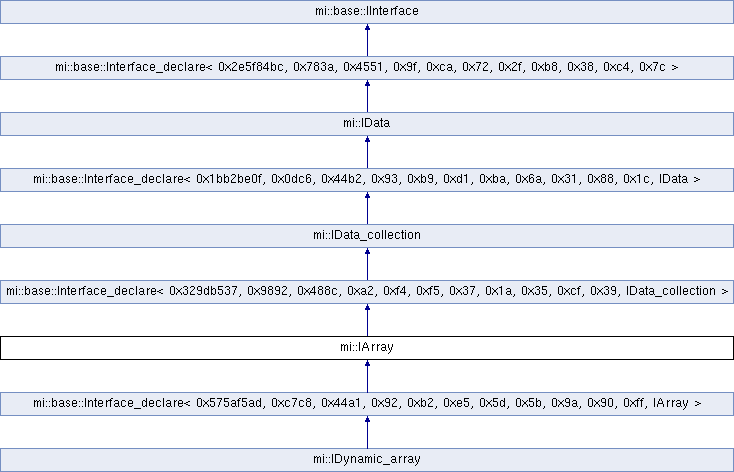 mi::base::IInterface
mi::base::Interface_declare< 0x2e5f84bc, 0x783a, 0x4551, 0x9f, 0xca, 0x72, 0x2f, 0xb8, 0x38, 0xc4, 0x7c >
mi::IData
mi::base::Interface_declare< 0x1bb2be0f, 0x0dc6, 0x44b2, 0x93, 0xb9, 0xd1, 0xba, 0x6a, 0x31, 0x88, 0x1c, IData >
mi::IData_collection
mi::base::Interface_declare< 0x329db537, 0x9892, 0x488c, 0xa2, 0xf4, 0xf5, 0x37, 0x1a, 0x35, 0xcf, 0x39, IData_collection >
mi::IArray
mi::base::Interface_declare< 0x575af5ad, 0xc7c8, 0x44a1, 0x92, 0xb2, 0xe5, 0x5d, 0x5b, 0x9a, 0x90, 0xff, IArray >
mi::IDynamic_array